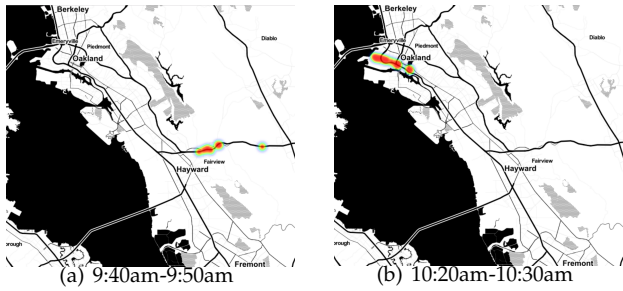 Berkeley
Emeryville
Piedmont
Oakland
Diablo
Fairview
Hayward
orough
Fremont
(a) 9:40am-9:50am
Berkeley
Emeryville
Piedmont
Oakland
Diablo
Fairview
Hayward
orough
Fremont
(b) 10:20am-10:30am